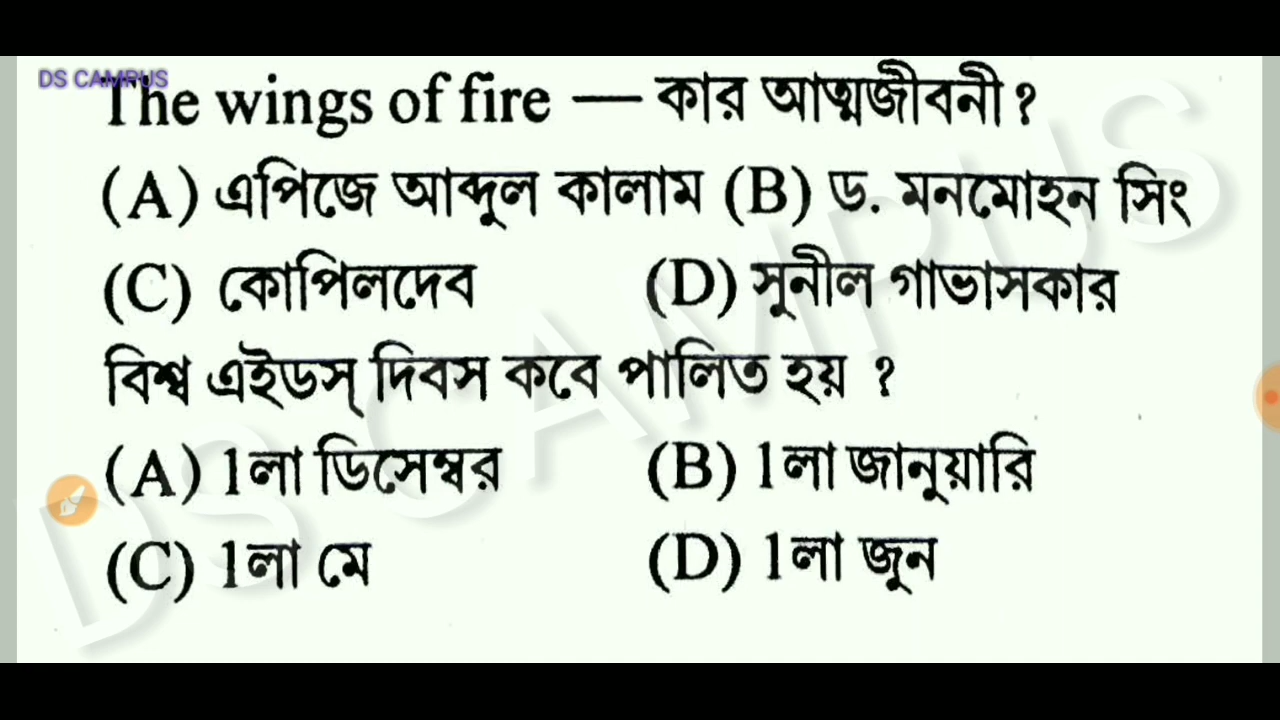 DS CAMPUS
The wings of fire — কার আত্মজীবনী ?
(A) এপিজে আব্দুল কালাম (B) ড. মনমোহন সিং
(C) কোপিলদেব (D) সুনীল গাভাসকার
বিশ্ব এইডস্ দিবস কবে পালিত হয় ?
(A) 1লা ডিসেম্বর (B) 1লা জানুয়ারি
(C) 1লা মে (D) 1লা জুন
DS CAMPUS